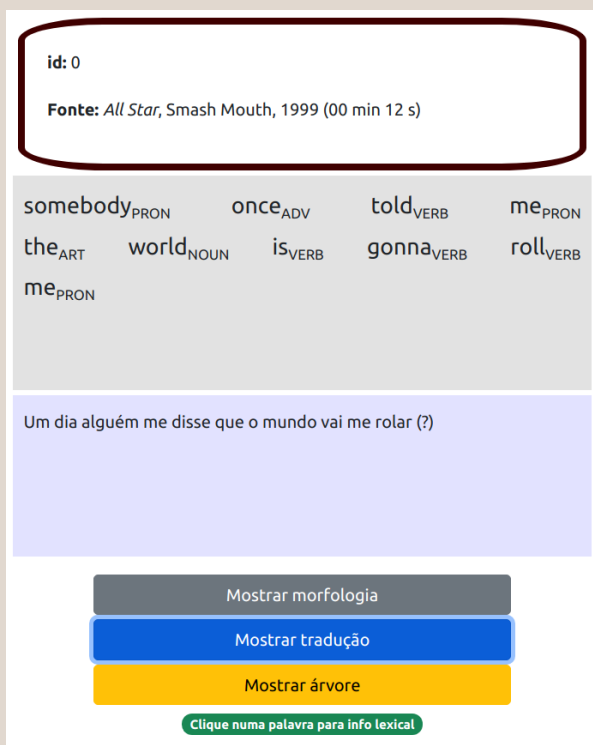 id: 0
Fonte: All Star, Smash Mouth, 1999 (00 min 12 s)
somebodyPRON onceADV toldVERB mePRON
theART worldNOUN isVERB gonnaVERB rollVERB
mePRON
Um dia alguém me disse que o mundo vai me rolar (?)
Mostrar morfologia
Mostrar tradução
Mostrar árvore
Clique numa palavra para info lexical